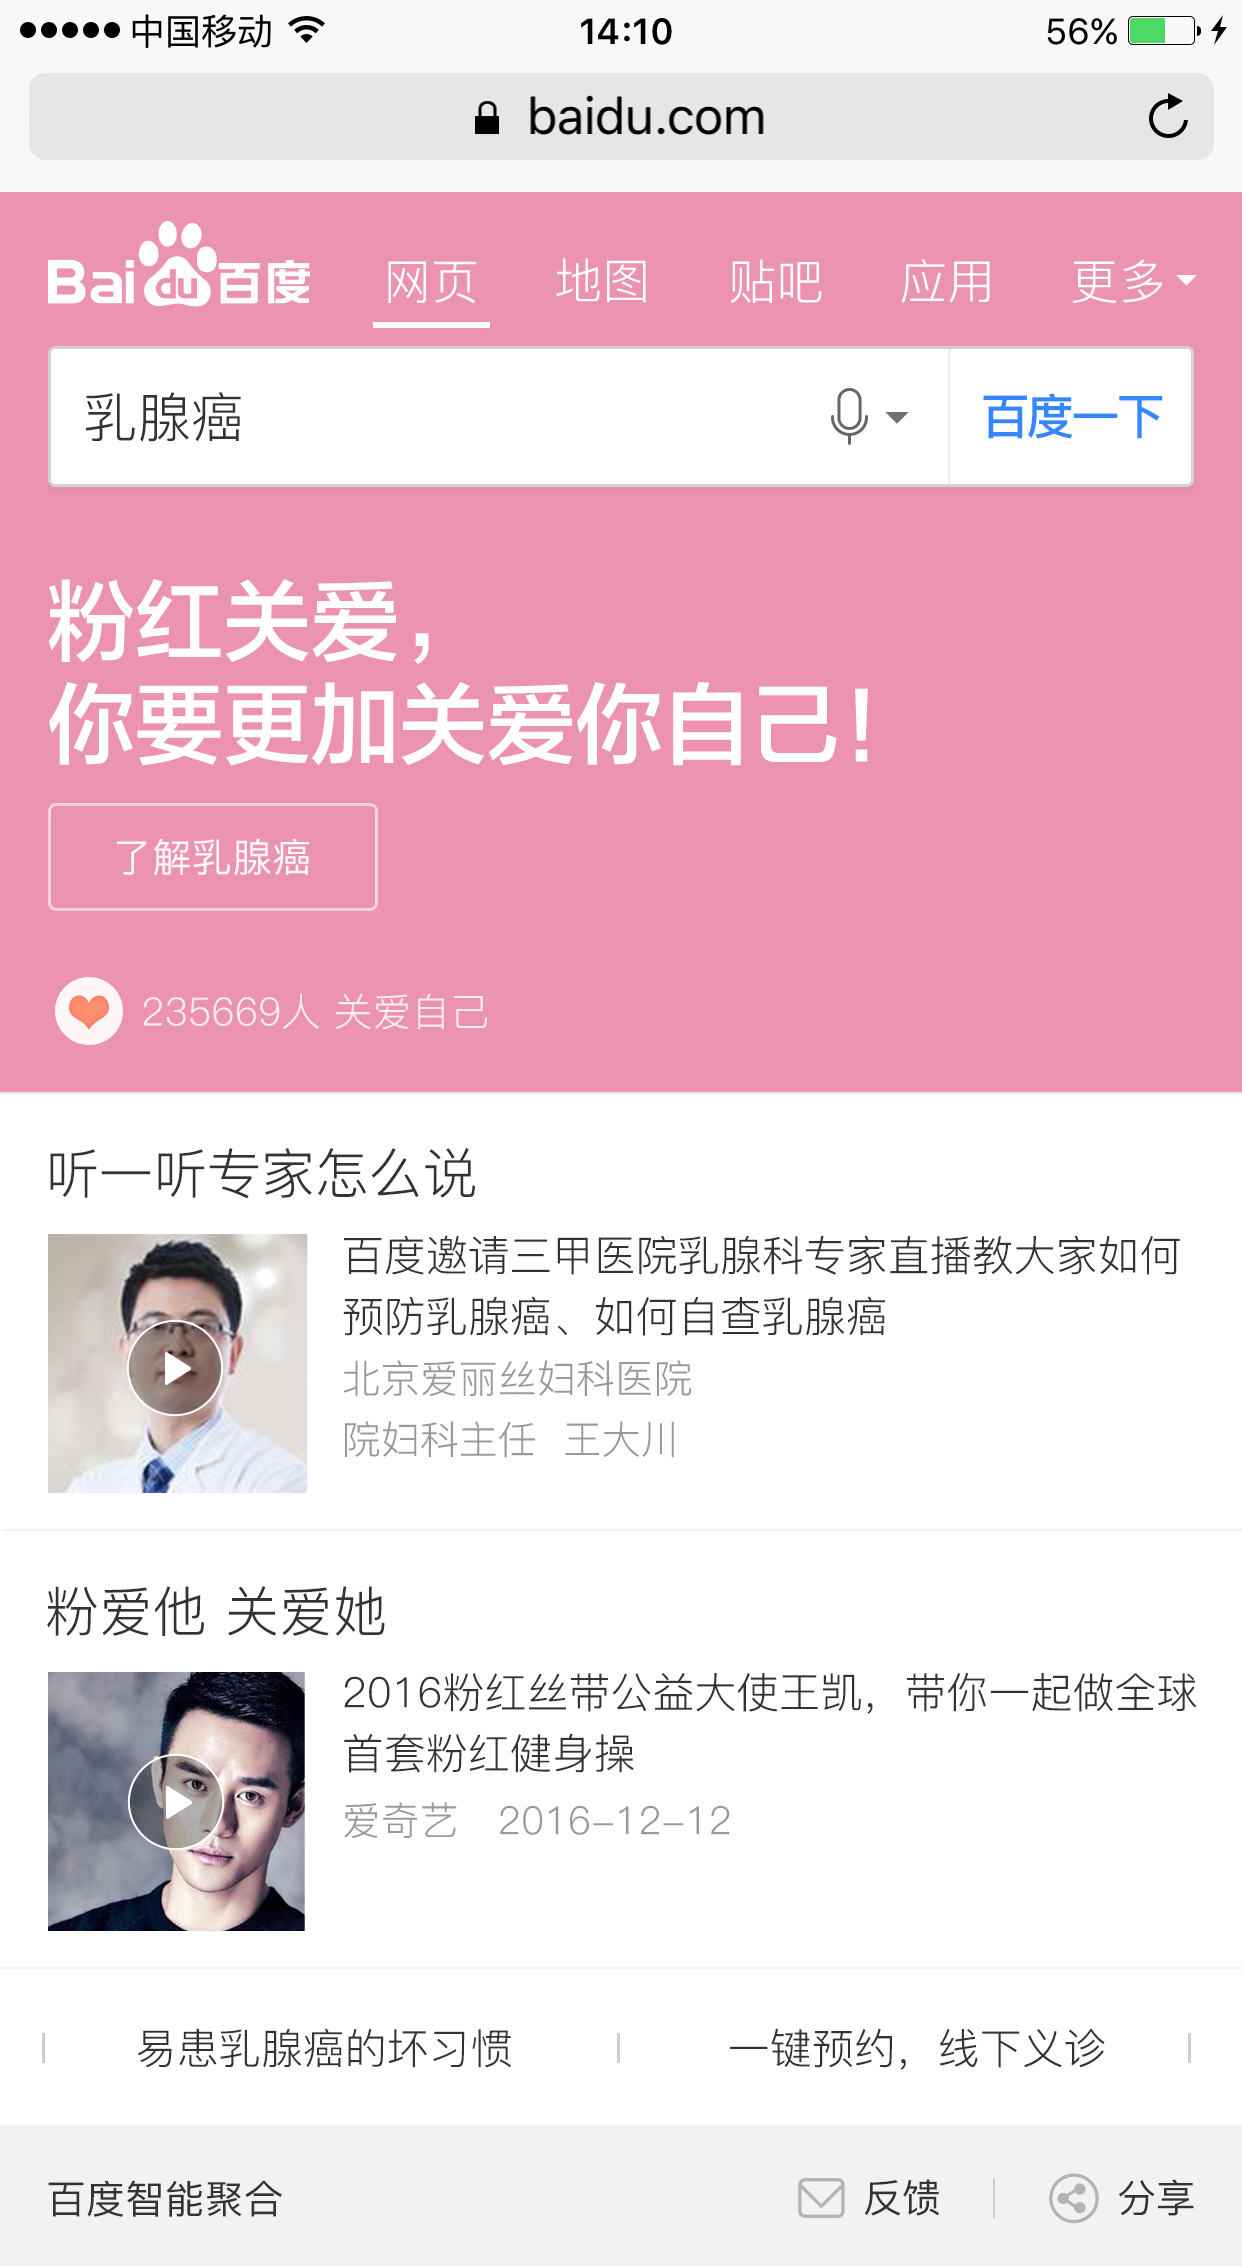 中国移动 14:10 56%
baidu.com
Bai du 百度 网页 地图 贴吧 应用 更多
乳腺癌 百度一下
粉红关爱，
你要更加关爱你自己！
了解乳腺癌
235669人 关爱自己
听一听专家怎么说
百度邀请三甲医院乳腺科专家直播教大家如何
预防乳腺癌、如何自查乳腺癌
北京爱丽丝妇科医院
院妇科主任 王大川
粉爱他 关爱她
2016粉红丝带公益大使王凯，带你一起做全球
首套粉红健身操
爱奇艺 2016-12-12
易患乳腺癌的坏习惯 一键预约，线下义诊
百度智能聚合 反馈 分享